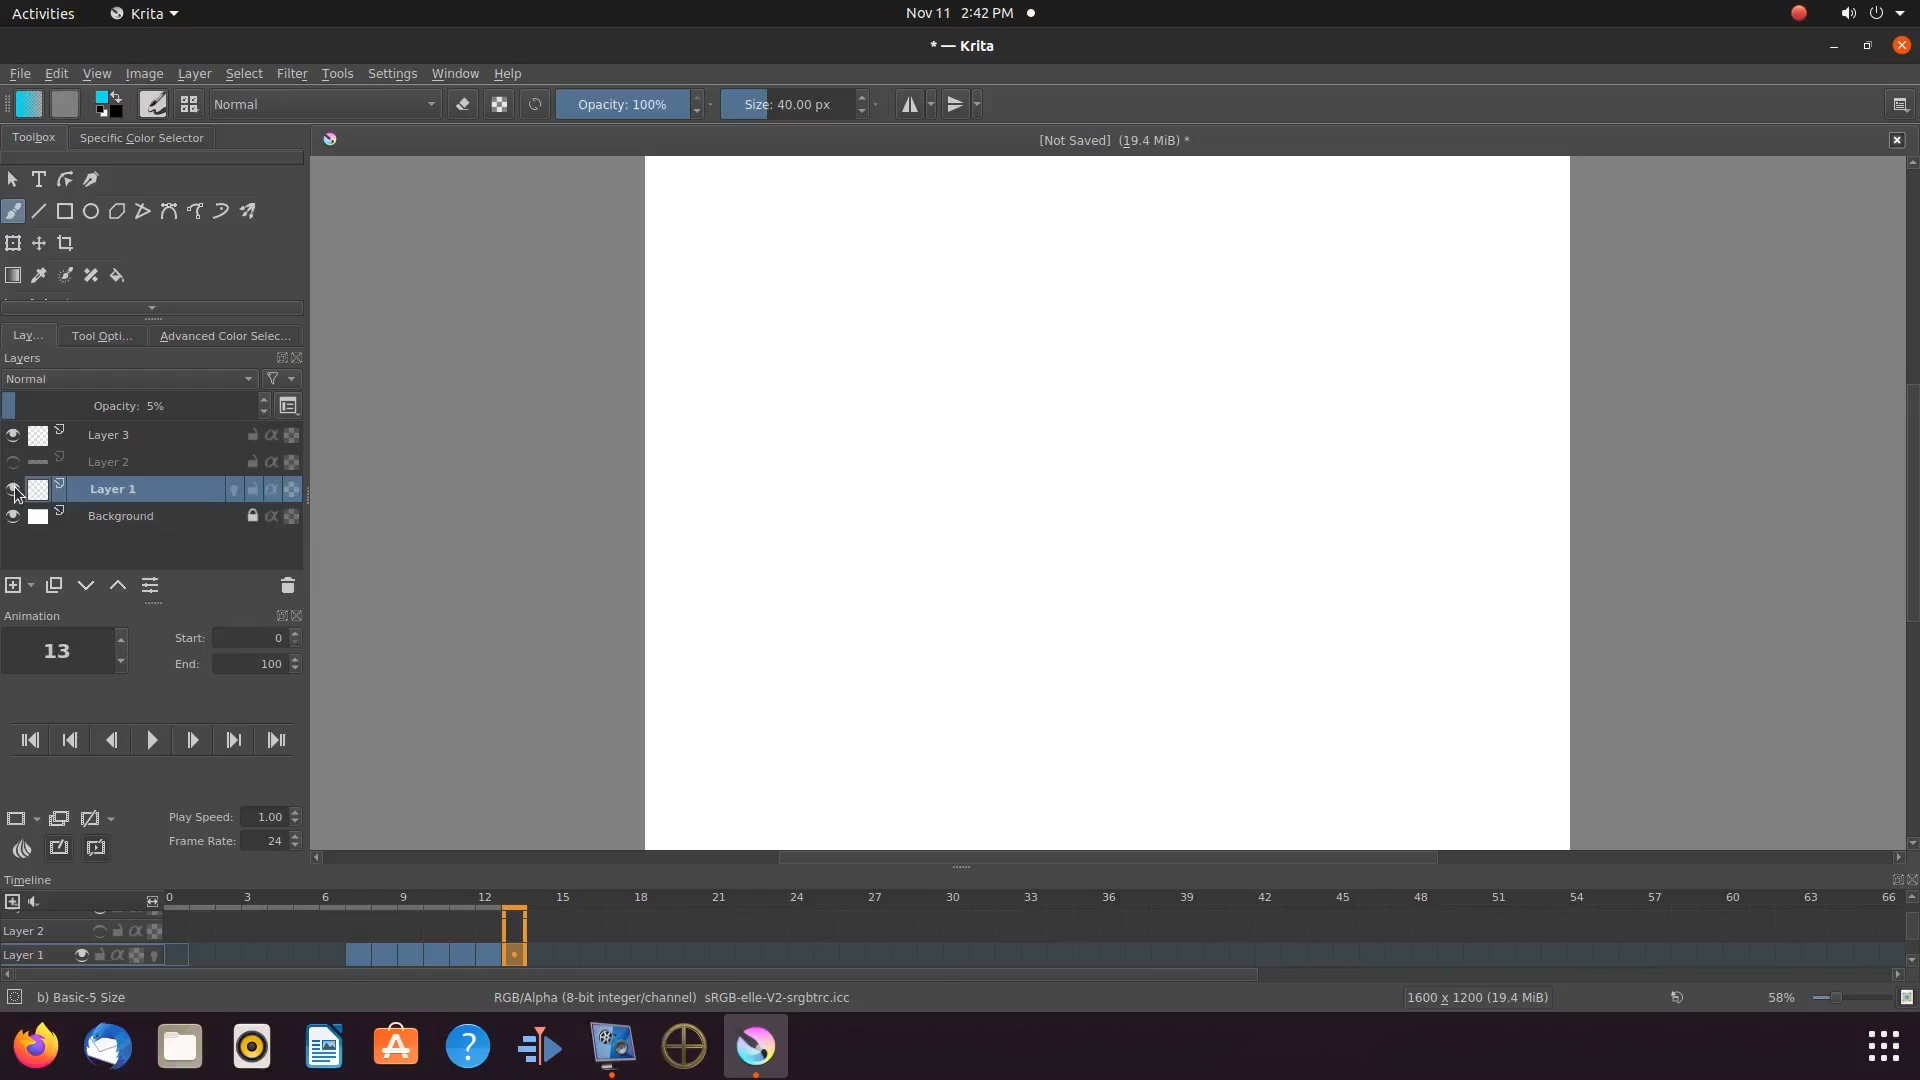 Activities
Krita
Nov 11 2:42 PM
* — Krita
File Edit View Image Layer Select Filter Tools Settings Window Help
Normal
Opacity: 100%
Size: 40.00 px
Toolbox
Specific Color Selector
[Not Saved] (19.4 MiB) *
Lay...
Tool Opti...
Advanced Color Selec...
Layers
Normal
Opacity: 5%
Layer 3
Layer 2
Layer 1
Background
Animation
13
Start: 0
End: 100
Play Speed: 1.00
Frame Rate: 24
Timeline
0 3 6 9 12 15 18 21 24 27 30 33 36 39 42 45 48 51 54 57 60 63 66
Layer 2
Layer 1
b) Basic-5 Size
RGB/Alpha (8-bit integer/channel) sRGB-elle-V2-srgbtrc.icc
1600 x 1200 (19.4 MiB)
58%